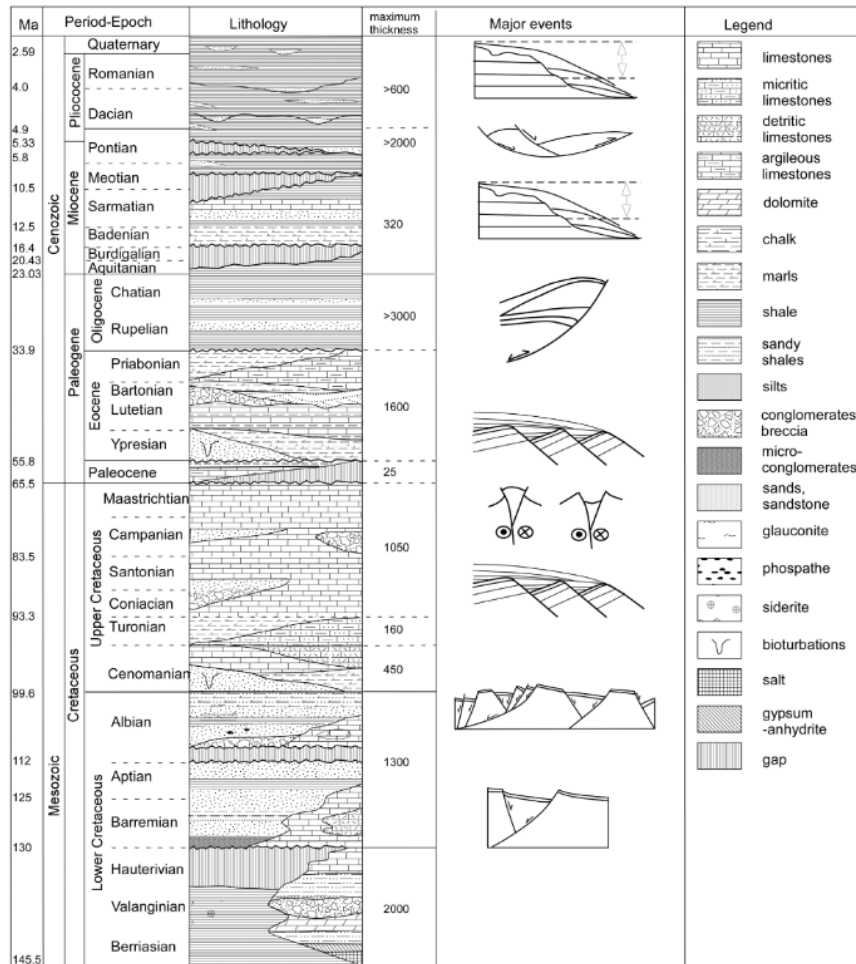 Ma
Period-Epoch
Lithology
maximum
thickness
Major events
Legend
2.59
4.0
4.9
5.33
5.8
10.5
12.5
16.4
20.43
23.03
33.9
55.8
65.5
83.5
93.3
99.6
112
125
130
145.5
Cenozoic
Mesozoic
Pliococene
Miocene
Paleogene
Oligocene
Eocene
Cretaceous
Upper Cretaceous
Lower Cretaceous
Quaternary
Romanian
Dacian
Pontian
Meotian
Sarmatian
Badenian
Burdigalian
Aquitanian
Chatian
Rupelian
Priabonian
Bartonian
Lutetian
Ypresian
Paleocene
Maastrichtian
Campanian
Santonian
Coniacian
Turonian
Cenomanian
Albian
Aptian
Barremian
Hauterivian
Valanginian
Berriasian
>600
>2000
320
>3000
1600
25
1050
160
450
1300
2000
limestones
micritic
limestones
detritic
limestones
argileous
limestones
dolomite
chalk
marls
shale
sandy
shales
silts
conglomerates
breccia
micro-
conglomerates
sands,
sandstone
glauconite
phospathe
siderite
bioturbations
salt
gypsum
-anhydrite
gap